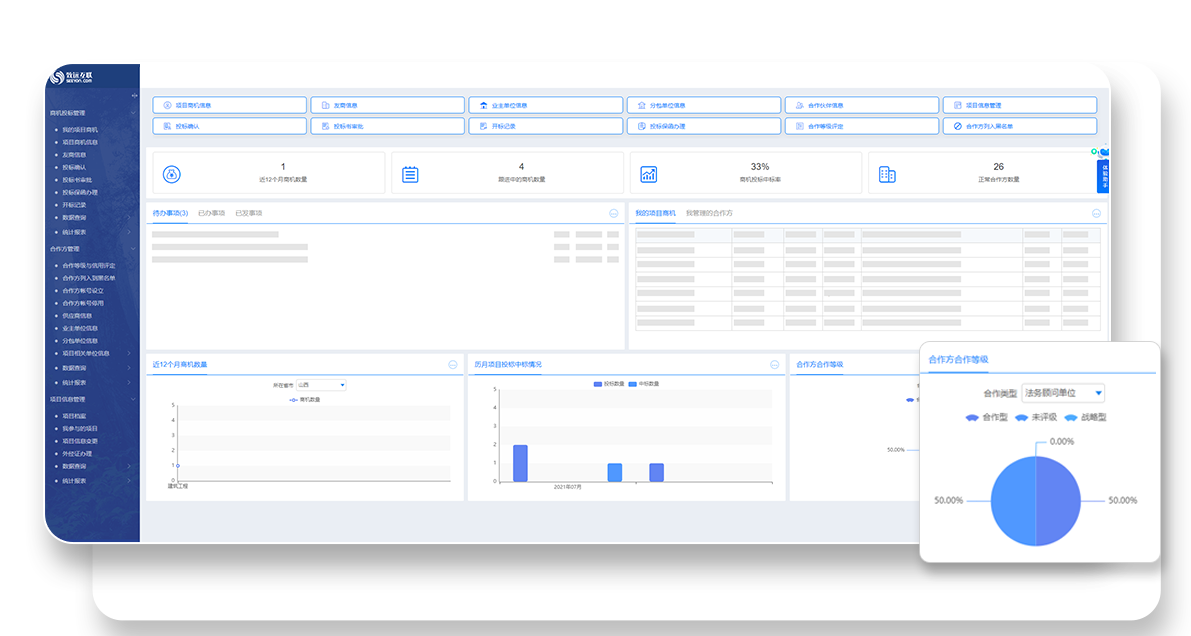 致远互联
SEEYON.COM
商机投标管理
我的项目商机
项目商机信息
友商信息
投标确认
投标书审批
投标保函办理
开标记录
数据查询
统计报表
合作方管理
合作等级与信用评定
合作方列入到黑名单
合作方帐号设立
合作方帐号停用
供应商信息
业主单位信息
分包单位信息
项目相关单位信息
数据查询
统计报表
项目信息管理
项目档案
我参与的项目
项目信息变更
外经证办理
数据查询
统计报表
项目商机信息
友商信息
业主单位信息
分包单位信息
合作伙伴信息
项目信息管理
投标确认
投标书审批
开标记录
投标保函办理
合作等级评定
合作方列入黑名单
1
近12个月商机数量
4
跟进中的商机数量
33%
商机投标中标率
26
正常合作方数量
待办事项(3) 已办事项 已发事项
我的项目商机 我管理的合作方
近12个月商机数量
所在省市 山西
商机数量
5
4
3
2
1
0
建筑工程
历月项目投标中标情况
投标数量 中标数量
5
4
3
2
1
0
2021年07月
合作方合作等级
50.00%
合作方合作等级
合作类型 法务顾问单位
合作型 未评级 战略型
0.00%
50.00%
50.00%